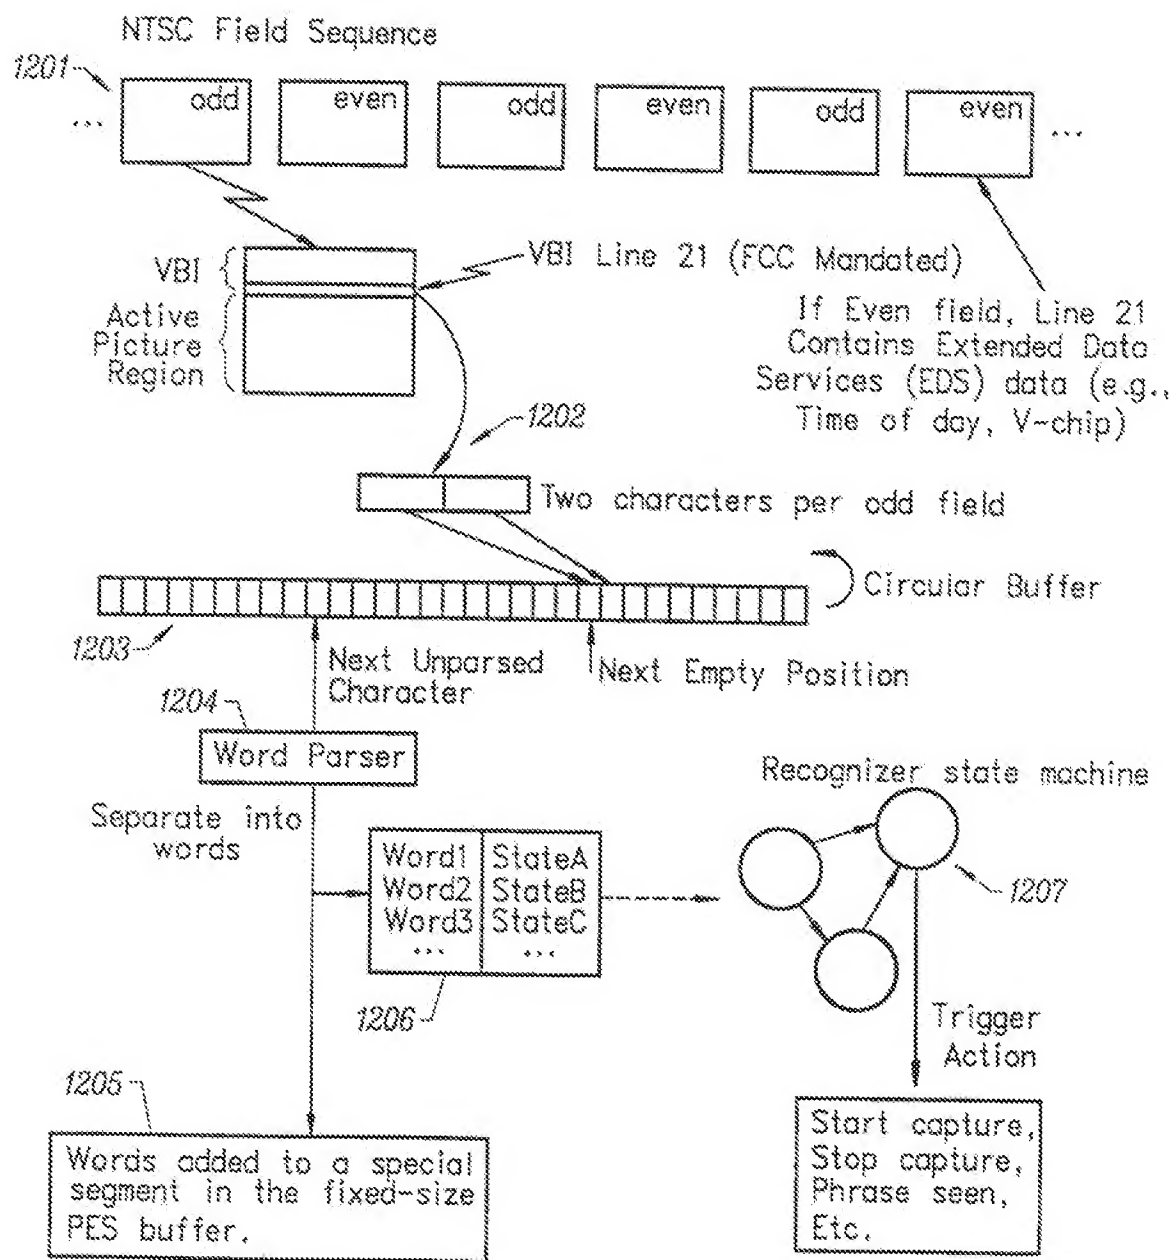 NTSC Field Sequence
1201
... odd even odd even odd even ...
VBI
VBI Line 21 (FCC Mandated)
Active
Picture
Region
If Even field, Line 21
Contains Extended Data
Services (EDS) data (e.g.,
Time of day, V-chip)
1202
Two characters per odd field
Circular Buffer
1203
Next Unparsed
Character
Next Empty Position
1204
Word Parser
Separate into
words
Recognizer state machine
Word1 StateA
Word2 StateB
Word3 StateC
... ...
1206
1207
Trigger
Action
1205
Words added to a special
segment in the fixed-size
PES buffer.
Start capture,
Stop capture,
Phrase seen,
Etc.